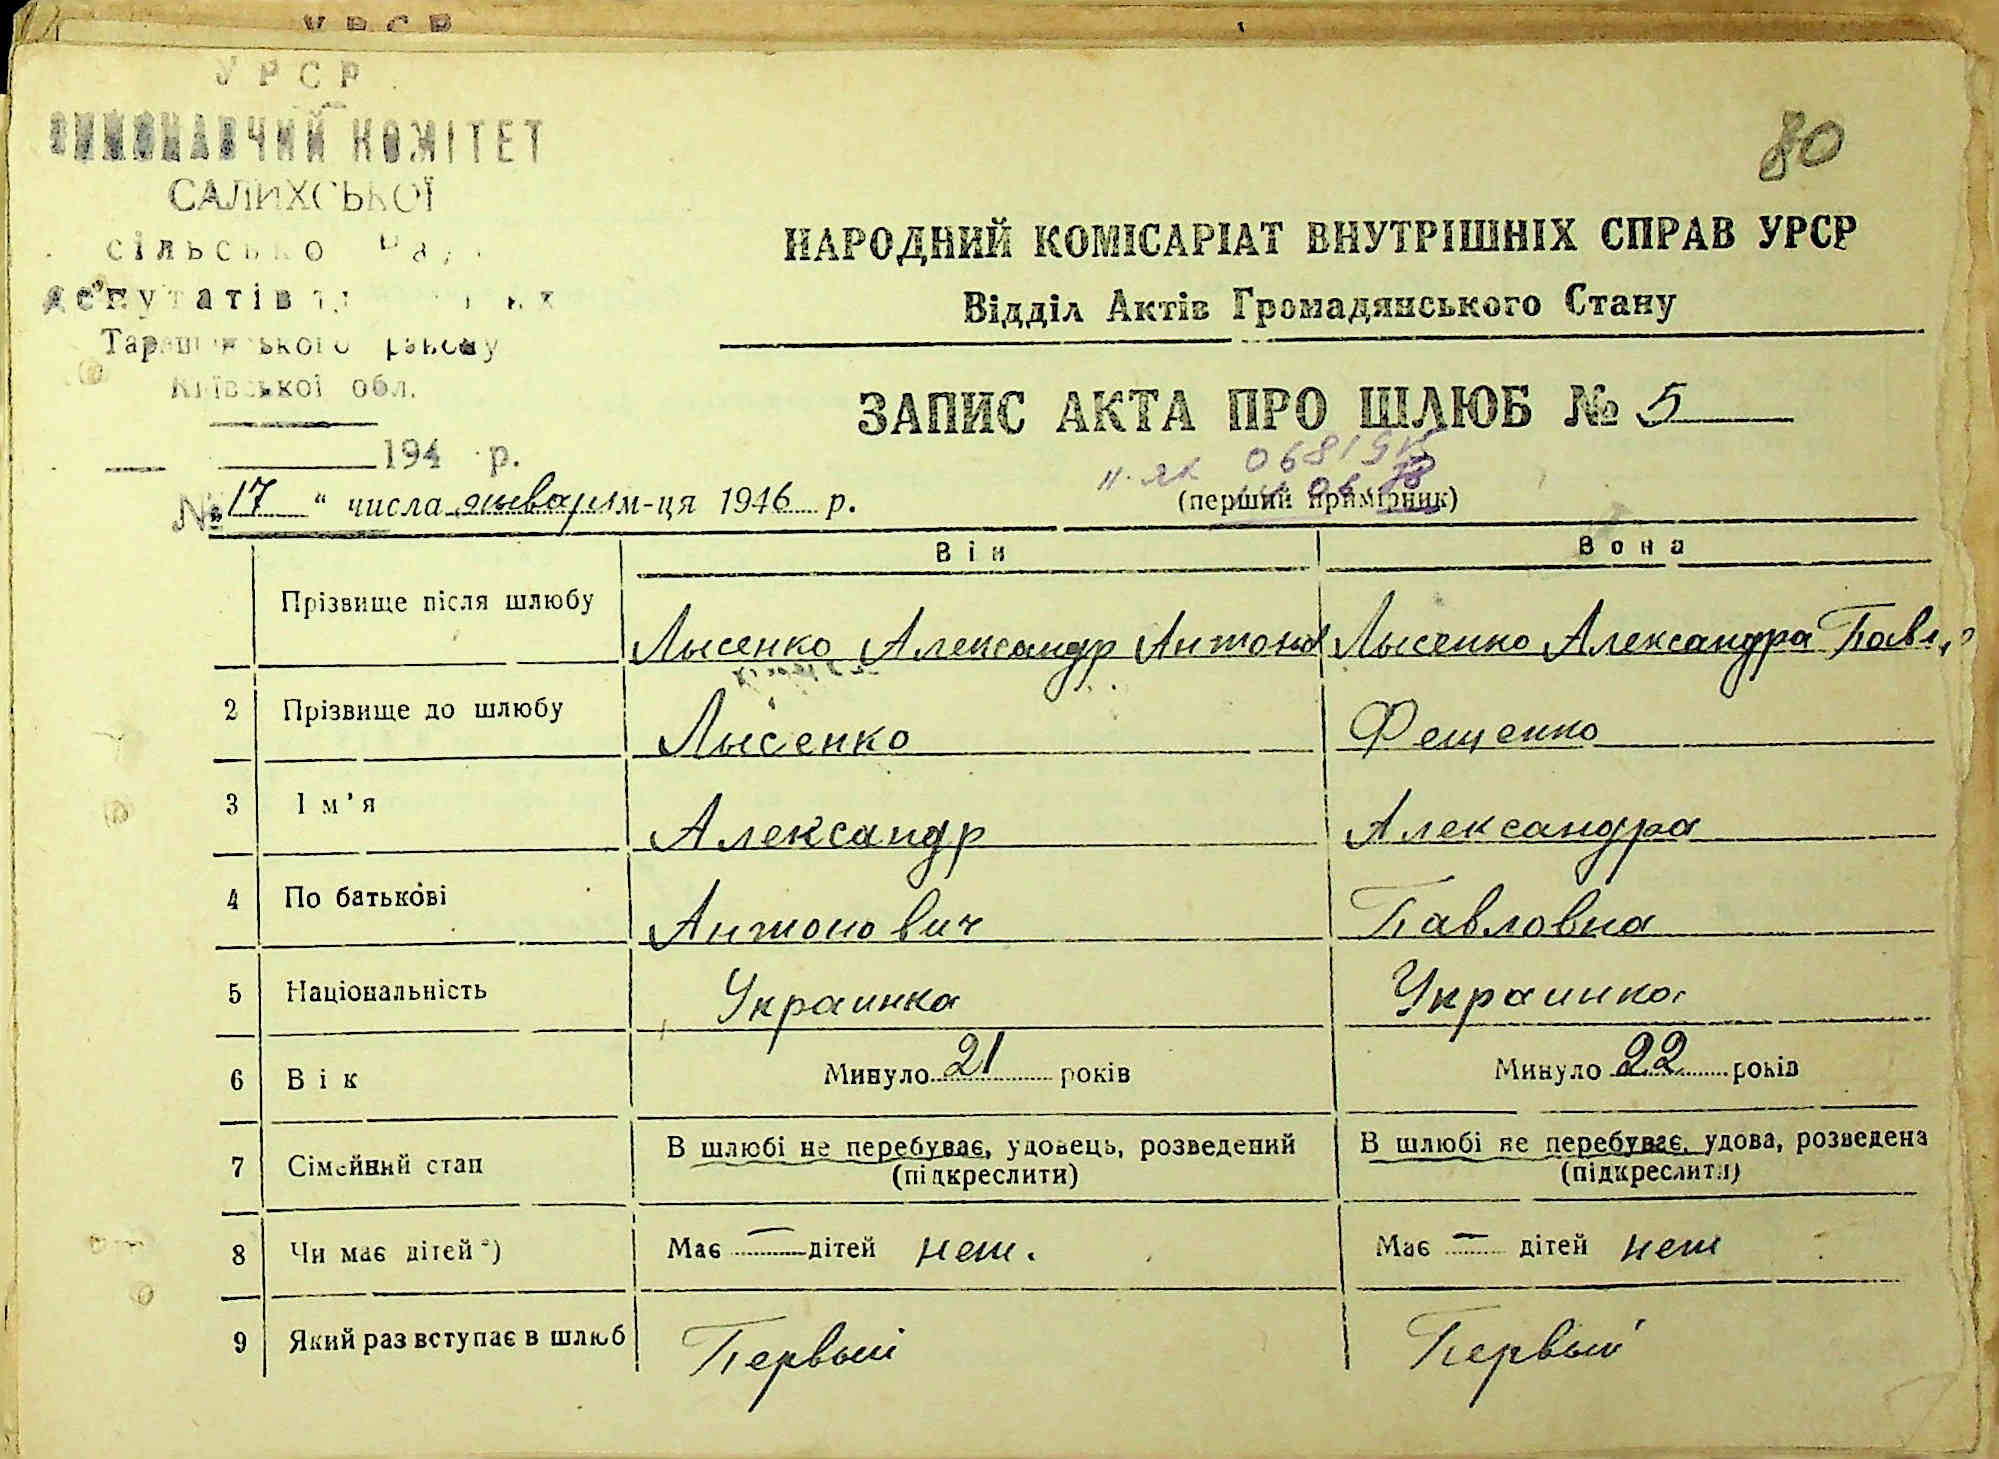 УРСР
ВИКОНАВЧИЙ КОМІТЕТ
САЛИХСЬКОЇ
депутатів
Київської обл.
194 р.
80
НАРОДНИЙ КОМІСАРІАТ ВНУТРІШНІХ СПРАВ УРСР
Відділ Актів Громадянського Стану
ЗАПИС АКТА ПРО ШЛЮБ № 5
№ 17 " числа января м-ця 1946 р.
(перший примірник)
Він Вона
Прізвище після шлюбу Лысенко Александр Антонов Лысенко Александра Павл.
2 Прізвище до шлюбу Лысенко Фещенко
3 Ім'я Александр Александра
4 По батькові Антонович Павловна
5 Національність Украинка Украинка
6 Вік Минуло 21 років Минуло 22 років
7 Сімейний стан В шлюбі не перебуває, удовець, розведений В шлюбі не перебуває, удова, розведена
(підкреслити) (підкреслити)
8 Чи має дітей*) Має — дітей нет. Має — дітей нет
9 Який раз вступає в шлюб Первый Первый